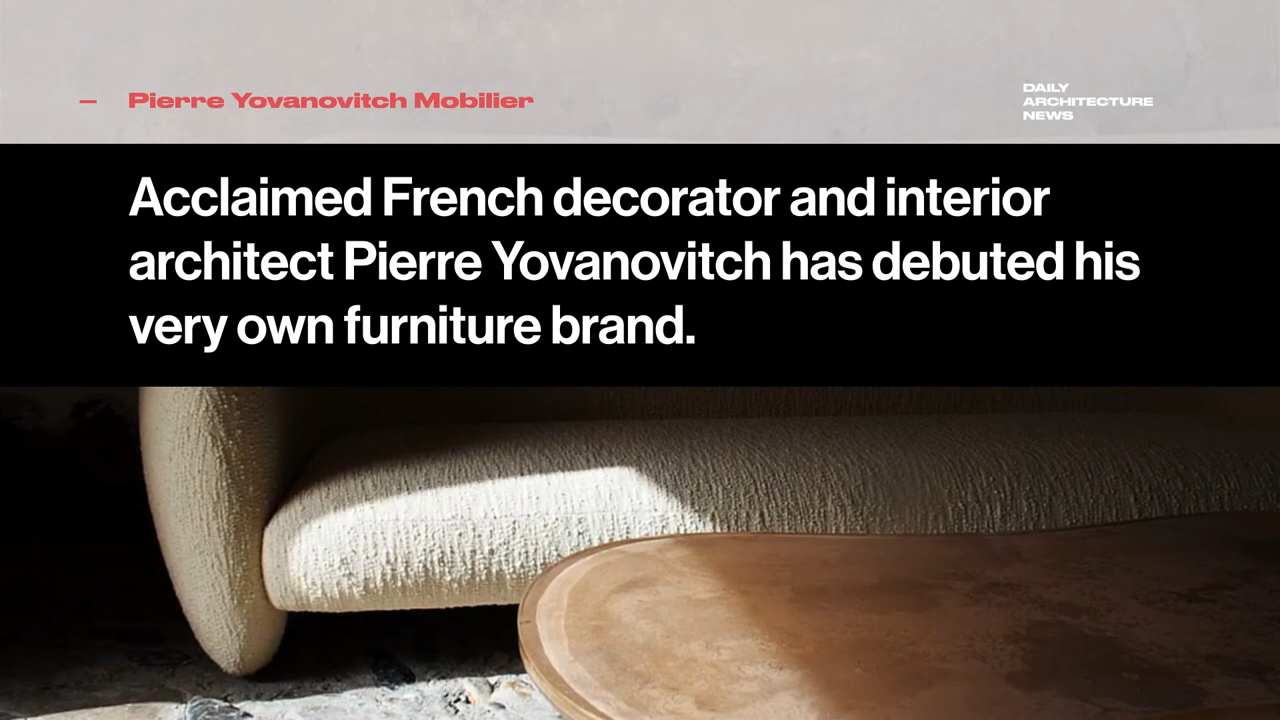 — Pierre Yovanovitch Mobilier
DAILY
ARCHITECTURE
NEWS
Acclaimed French decorator and interior
architect Pierre Yovanovitch has debuted his
very own furniture brand.